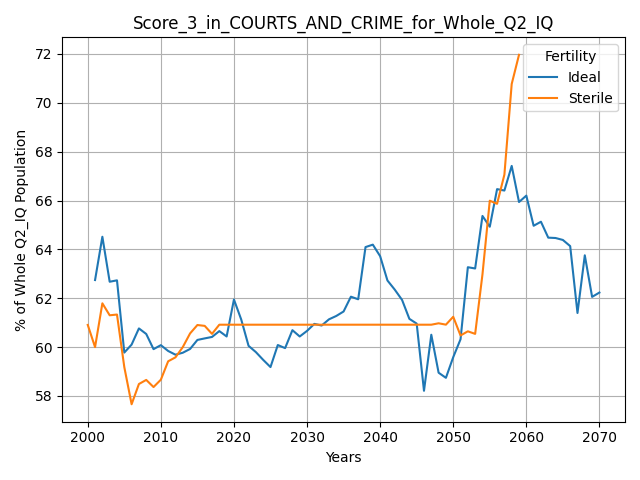 Score_3_in_COURTS_AND_CRIME_for_Whole_Q2_IQ
Fertility
Ideal
Sterile
% of Whole Q2_IQ Population
72
70
68
66
64
62
60
58
2000 2010 2020 2030 2040 2050 2060 2070
Years